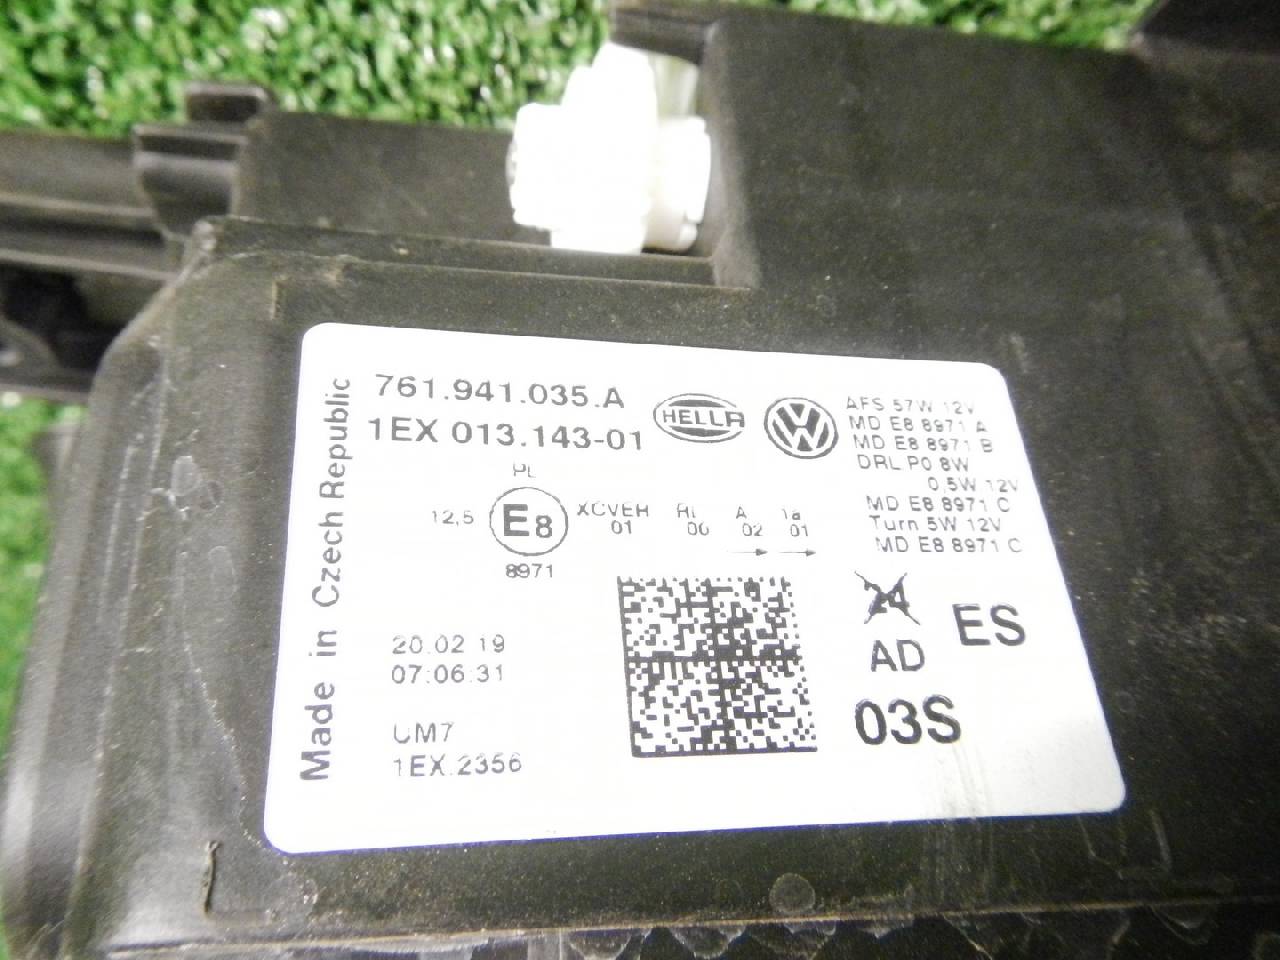 761.941.035.A
1EX 013.143-01
HELLA
VW
AFS 57W 12V
MD E8 8971 A
MD E8 8971 B
DRL P0 8W
0,5W 12V
MD E8 8971 C
Turn 5W 12V
MD E8 8971 C
PL
12,5
E8
8971
XCVEH A 1a
01 00 02 01
Made in Czech Republic
20.02 19
07:06:31
1EX.2356
24
AD
ES
03S